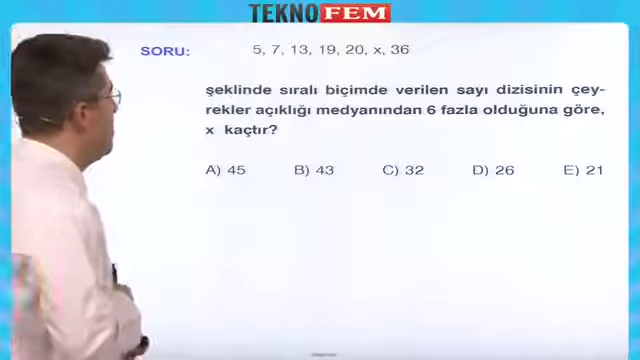 TEKNOFEM
SORU: 5, 7, 13, 19, 20, x, 36
şeklinde sıralı biçimde verilen sayı dizisinin çey-
rekler açıklığı medyanından 6 fazla olduğuna göre,
x kaçtır?
A) 45 B) 43 C) 32 D) 26 E) 21